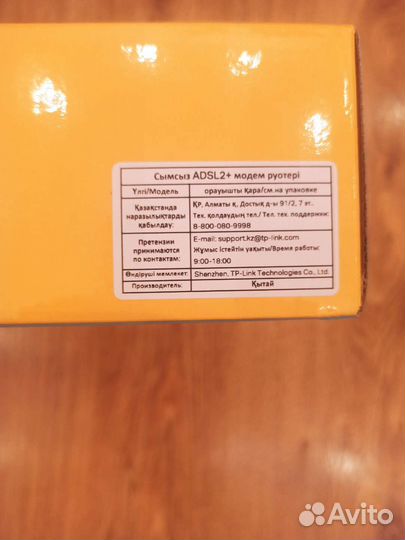 Сымсыз ADSL2+ модем руотері
Үлгі/Модель орауышты қара/см.на упаковке
Қазақстанда наразылықтарды қабылдау:
ҚР, Алматы қ, Достық д-ы 91/2, 7 эт.
Тех. қолдаудың тел./Тел. тех. поддержки:
8-800-080-9998
Претензии принимаются по контактам:
E-mail: support.kz@tp-link.com
Жұмыс істейтін уақыты/Время работы:
9:00-18:00
Өндіруші мемлекет: Shenzhen, TP-Link Technologies Co., Ltd.
Производитель: Қытай
Avito